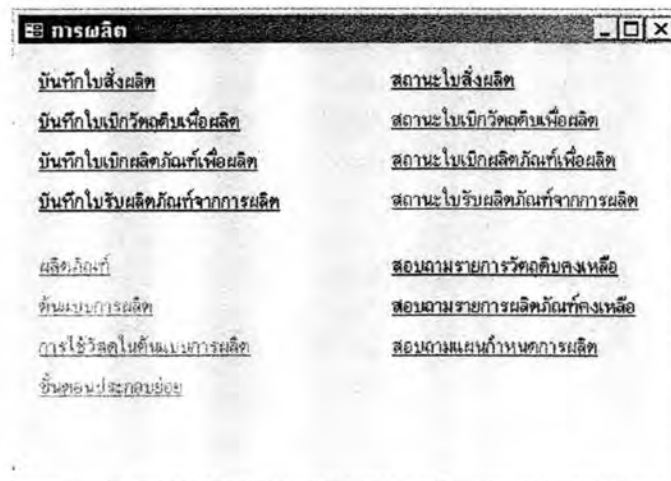 การผลิต
บันทึกใบสั่งผลิต
บันทึกใบเบิกวัตถุดิบเพื่อผลิต
บันทึกใบเบิกผลิตภัณฑ์เพื่อผลิต
บันทึกใบรับผลิตภัณฑ์จากการผลิต
สถานะใบสั่งผลิต
สถานะใบเบิกวัตถุดิบเพื่อผลิต
สถานะใบเบิกผลิตภัณฑ์เพื่อผลิต
สถานะใบรับผลิตภัณฑ์จากการผลิต
ผลิตภัณฑ์
ต้นแบบการผลิต
การใช้วัสดุในต้นแบบการผลิต
ขั้นตอนประกอบย่อย
สอบถามรายการวัตถุดิบคงเหลือ
สอบถามรายการผลิตภัณฑ์คงเหลือ
สอบถามแผนกำหนดการผลิต